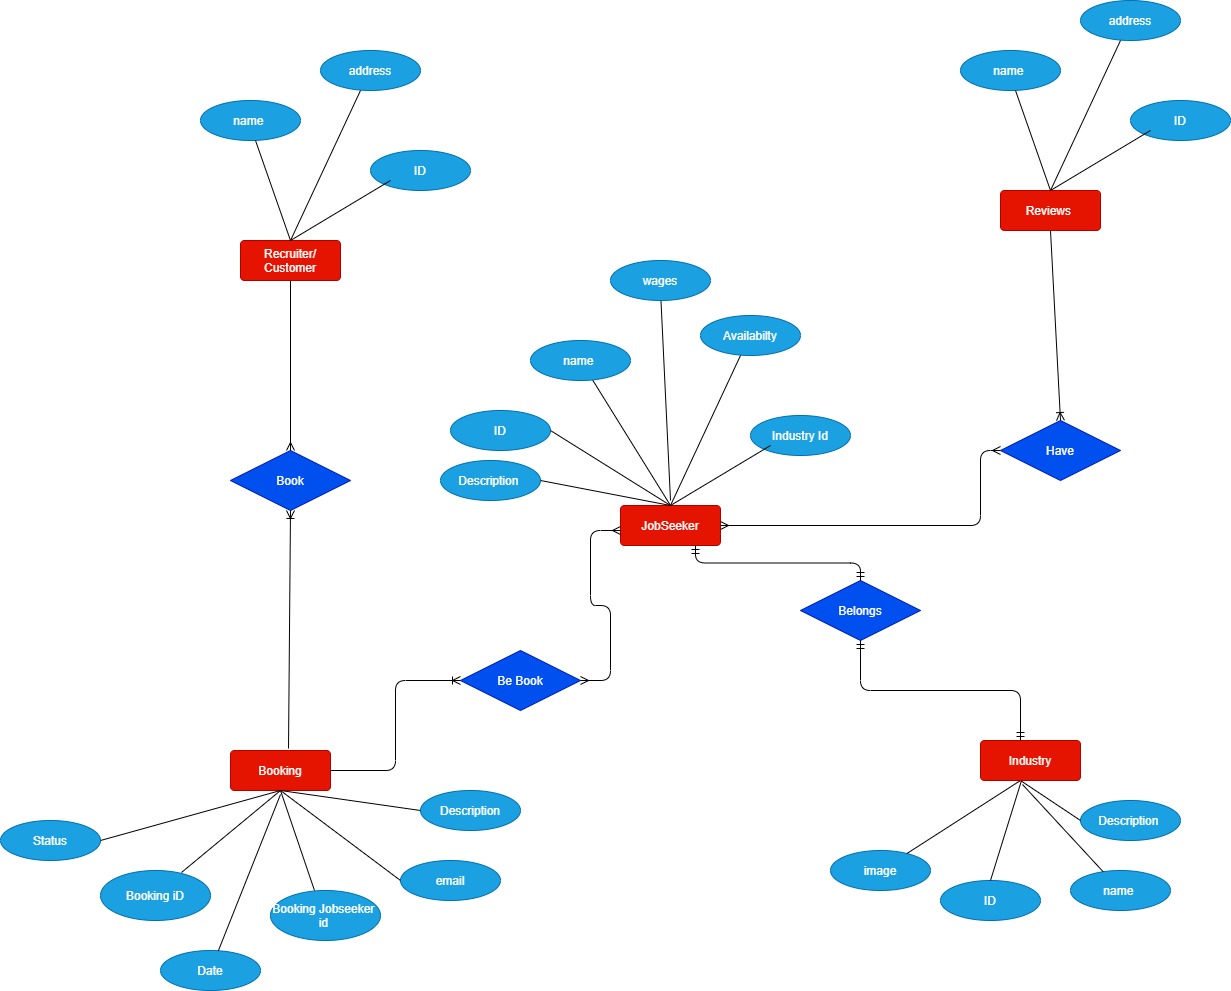 address
name
ID
Reviews
address
name
ID
Recruiter/
Customer
wages
Availabilty
name
ID
Industry Id
Description
JobSeeker
Book
Have
Belongs
Be Book
Booking
Industry
Description
Status
email
Booking iD
Booking Jobseeker
id
Date
Description
image
name
ID